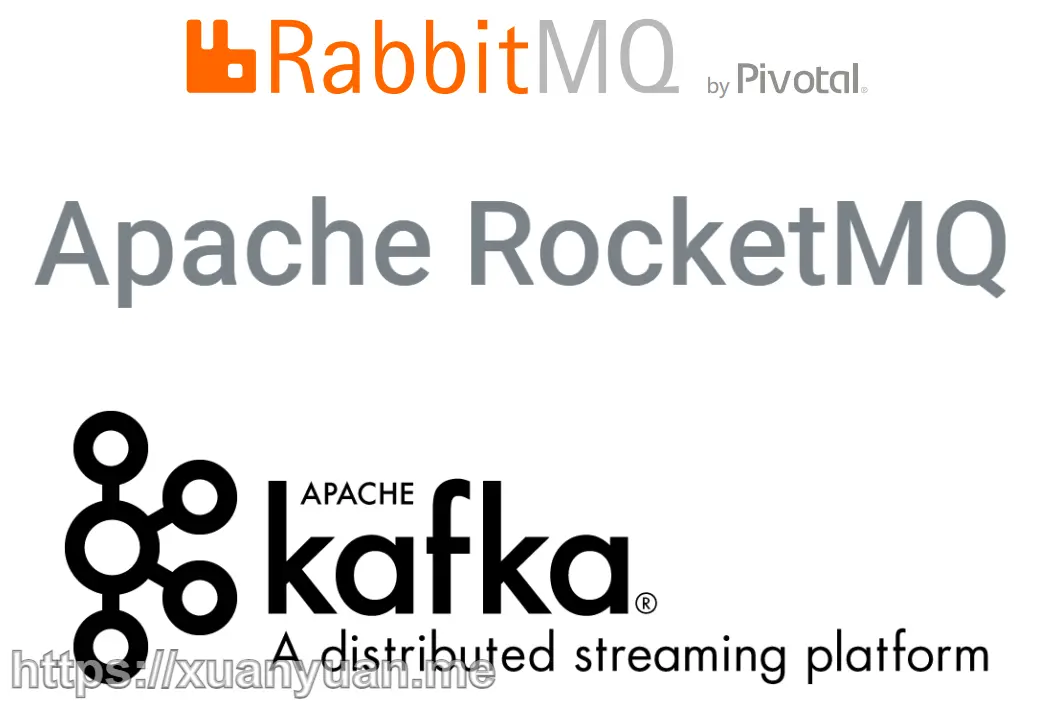 RabbitMQ by Pivotal®
Apache RocketMQ
APACHE
kafka®
A distributed streaming platform
https://xuanyuan.me